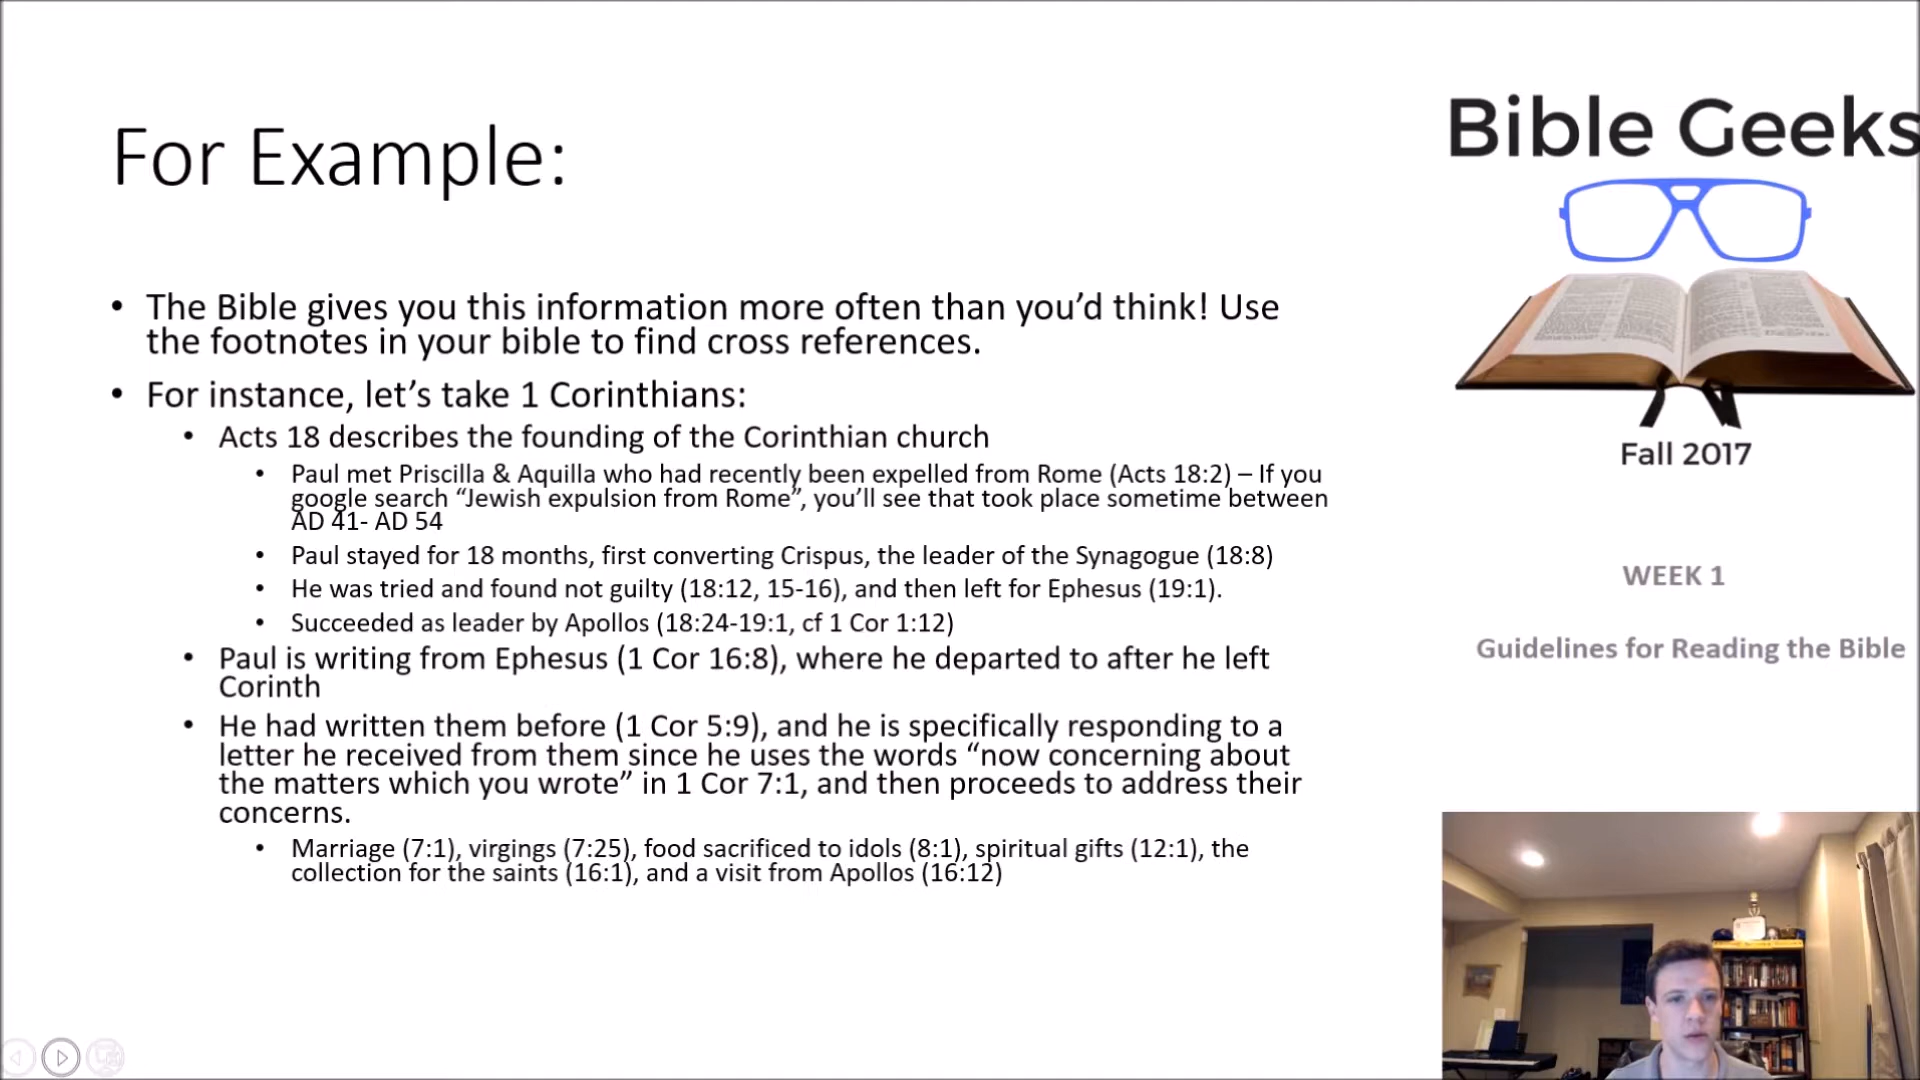 For Example:
• The Bible gives you this information more often than you’d think! Use
the footnotes in your bible to find cross references.
• For instance, let’s take 1 Corinthians:
• Acts 18 describes the founding of the Corinthian church
• Paul met Priscilla & Aquilla who had recently been expelled from Rome (Acts 18:2) – If you
google search “Jewish expulsion from Rome”, you’ll see that took place sometime between
AD 41- AD 54
• Paul stayed for 18 months, first converting Crispus, the leader of the Synagogue (18:8)
• He was tried and found not guilty (18:12, 15-16), and then left for Ephesus (19:1).
• Succeeded as leader by Apollos (18:24-19:1, cf 1 Cor 1:12)
• Paul is writing from Ephesus (1 Cor 16:8), where he departed to after he left
Corinth
• He had written them before (1 Cor 5:9), and he is specifically responding to a
letter he received from them since he uses the words “now concerning about
the matters which you wrote” in 1 Cor 7:1, and then proceeds to address their
concerns.
• Marriage (7:1), virgings (7:25), food sacrificed to idols (8:1), spiritual gifts (12:1), the
collection for the saints (16:1), and a visit from Apollos (16:12)
Bible Geeks
Fall 2017
WEEK 1
Guidelines for Reading the Bible